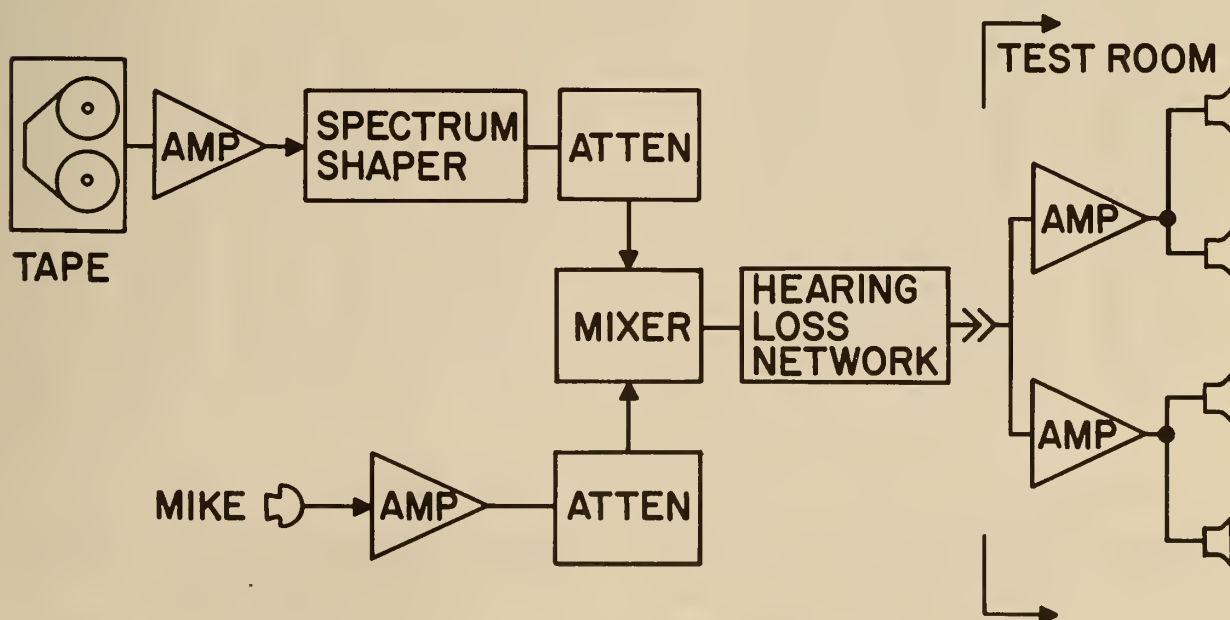 TEST ROOM
AMP
SPECTRUM
SHAPER
ATTEN
AMP
TAPE
MIXER
HEARING
LOSS
NETWORK
AMP
MIKE
AMP
ATTEN